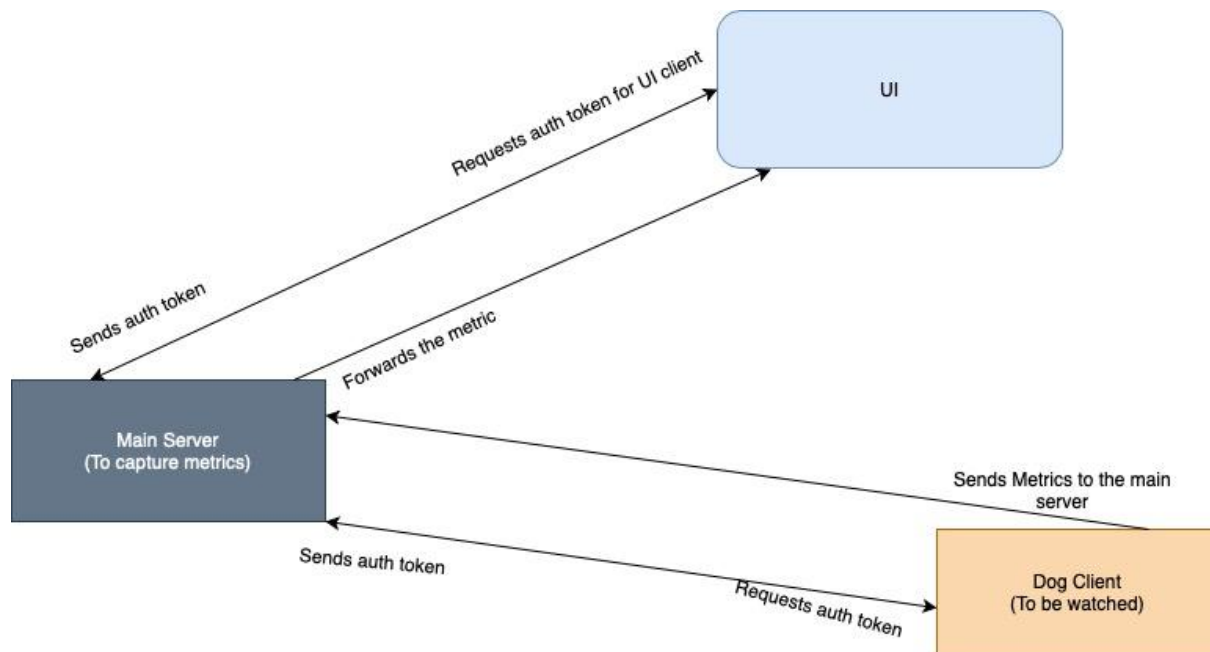 UI
Requests auth token for UI client
Sends auth token
Forwards the metric
Main Server
(To capture metrics)
Sends Metrics to the main
server
Sends auth token
Requests auth token
Dog Client
(To be watched)